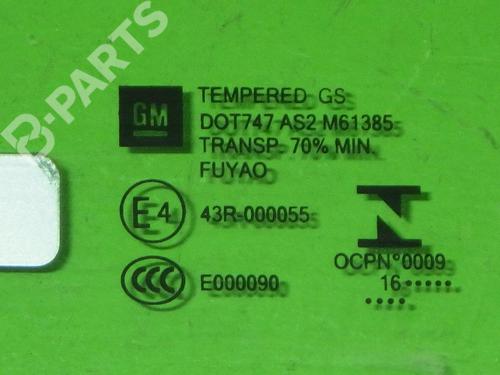 B-PARTS
GM
TEMPERED GS
DOT747 AS2 M61385
TRANSP 70% MIN.
FUYAO
E4
43R-000055
CCC
E000090
OCPN°0009
16·····
·····